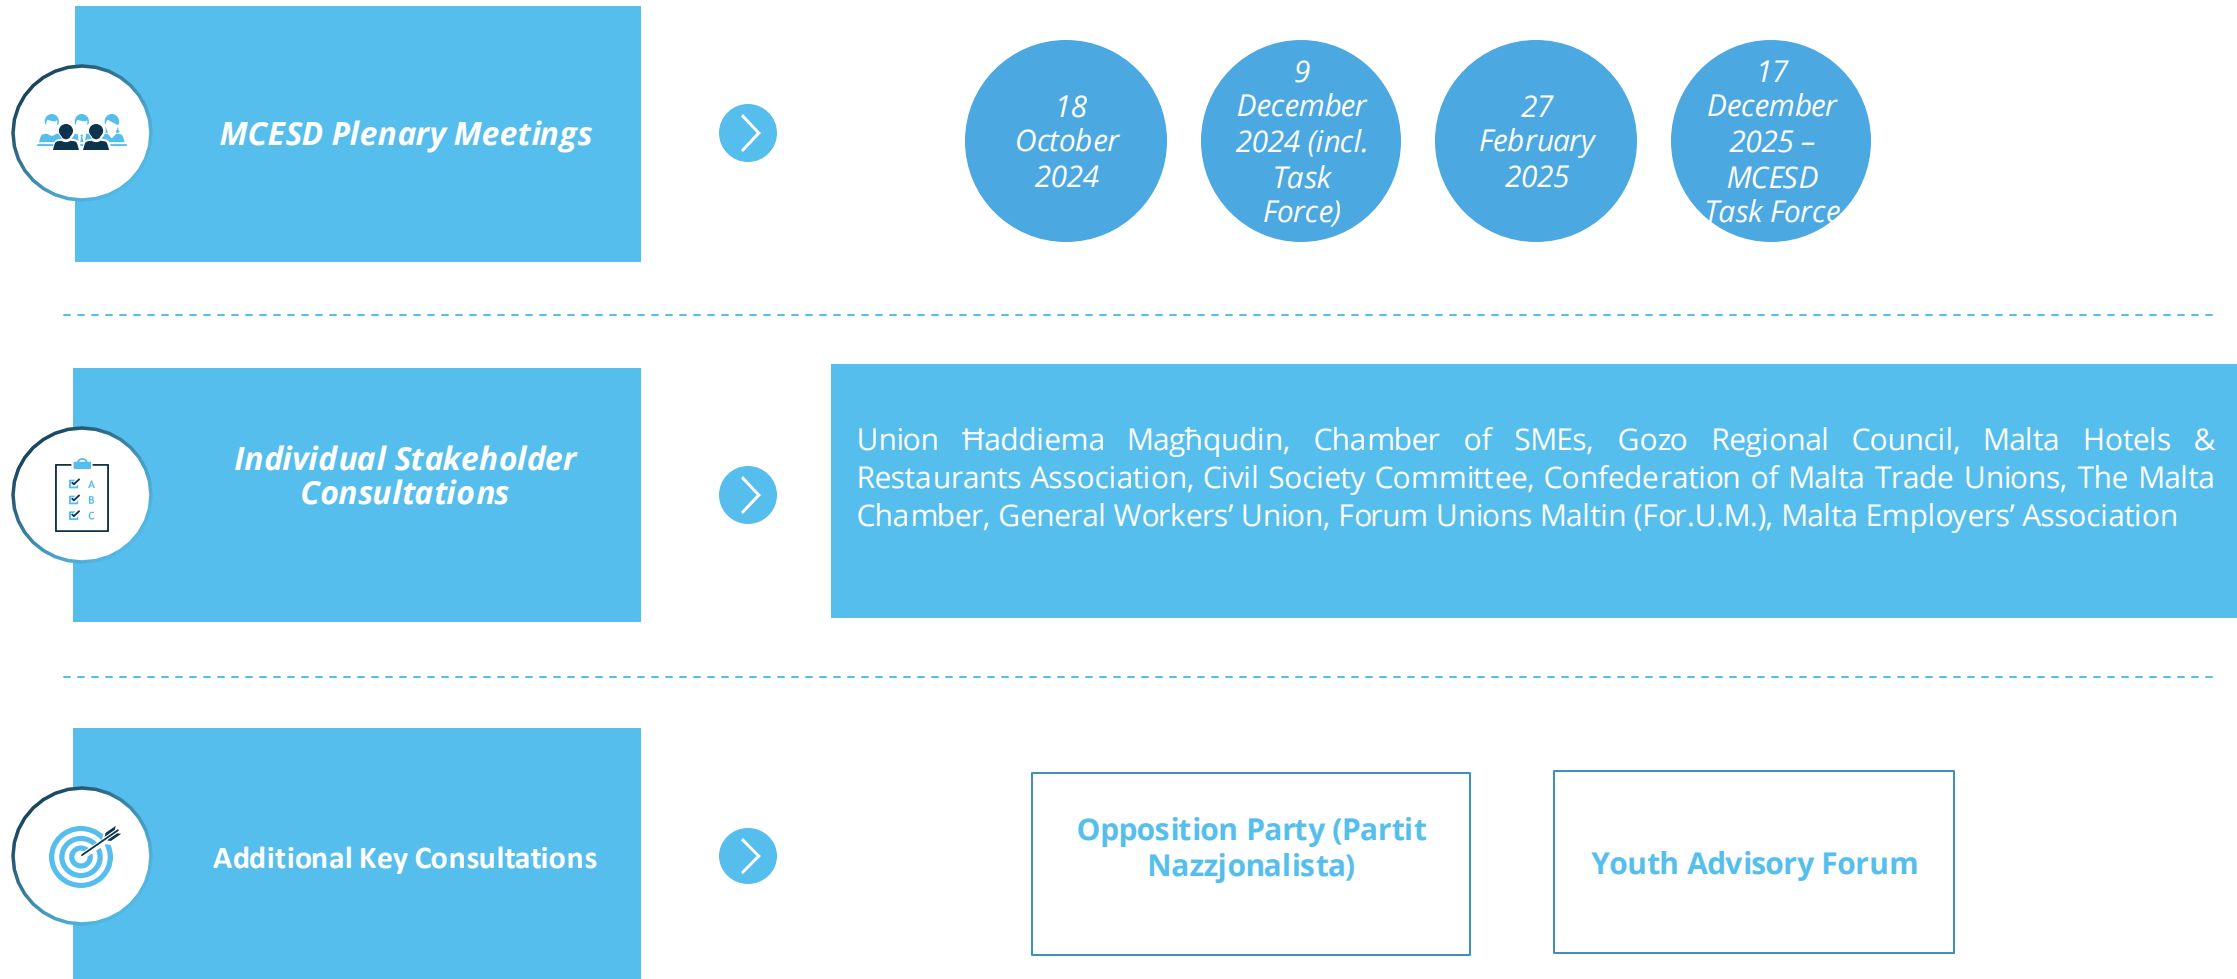 MCESD Plenary Meetings
18
October
2024
9
December
2024 (incl.
Task
Force)
27
February
2025
17
December
2025 –
MCESD
Task Force
Individual Stakeholder
Consultations
A
B
C
Union Ħaddiema Magħqudin, Chamber of SMEs, Gozo Regional Council, Malta Hotels &
Restaurants Association, Civil Society Committee, Confederation of Malta Trade Unions, The Malta
Chamber, General Workers’ Union, Forum Unions Maltin (For.U.M.), Malta Employers’ Association
Additional Key Consultations
Opposition Party (Partit
Nazzjonalista)
Youth Advisory Forum